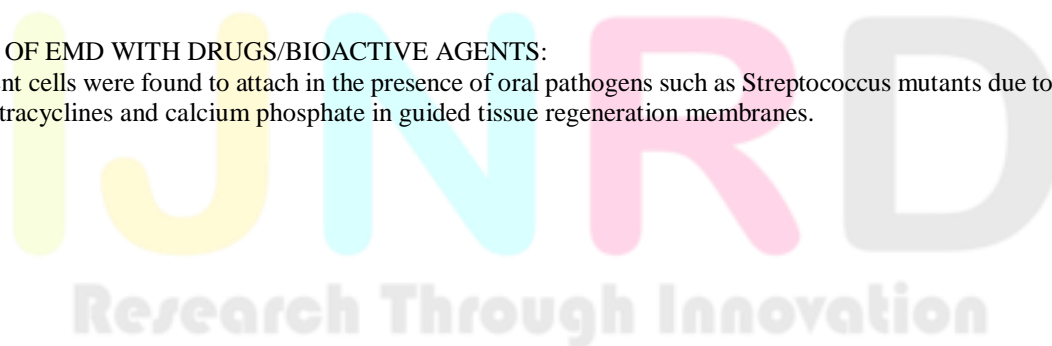 OF EMD WITH DRUGS/BIOACTIVE AGENTS:
ent cells were found to attach in the presence of oral pathogens such as Streptococcus mutants due to
tracyclines and calcium phosphate in guided tissue regeneration membranes.
IJNRD
Research Through Innovation